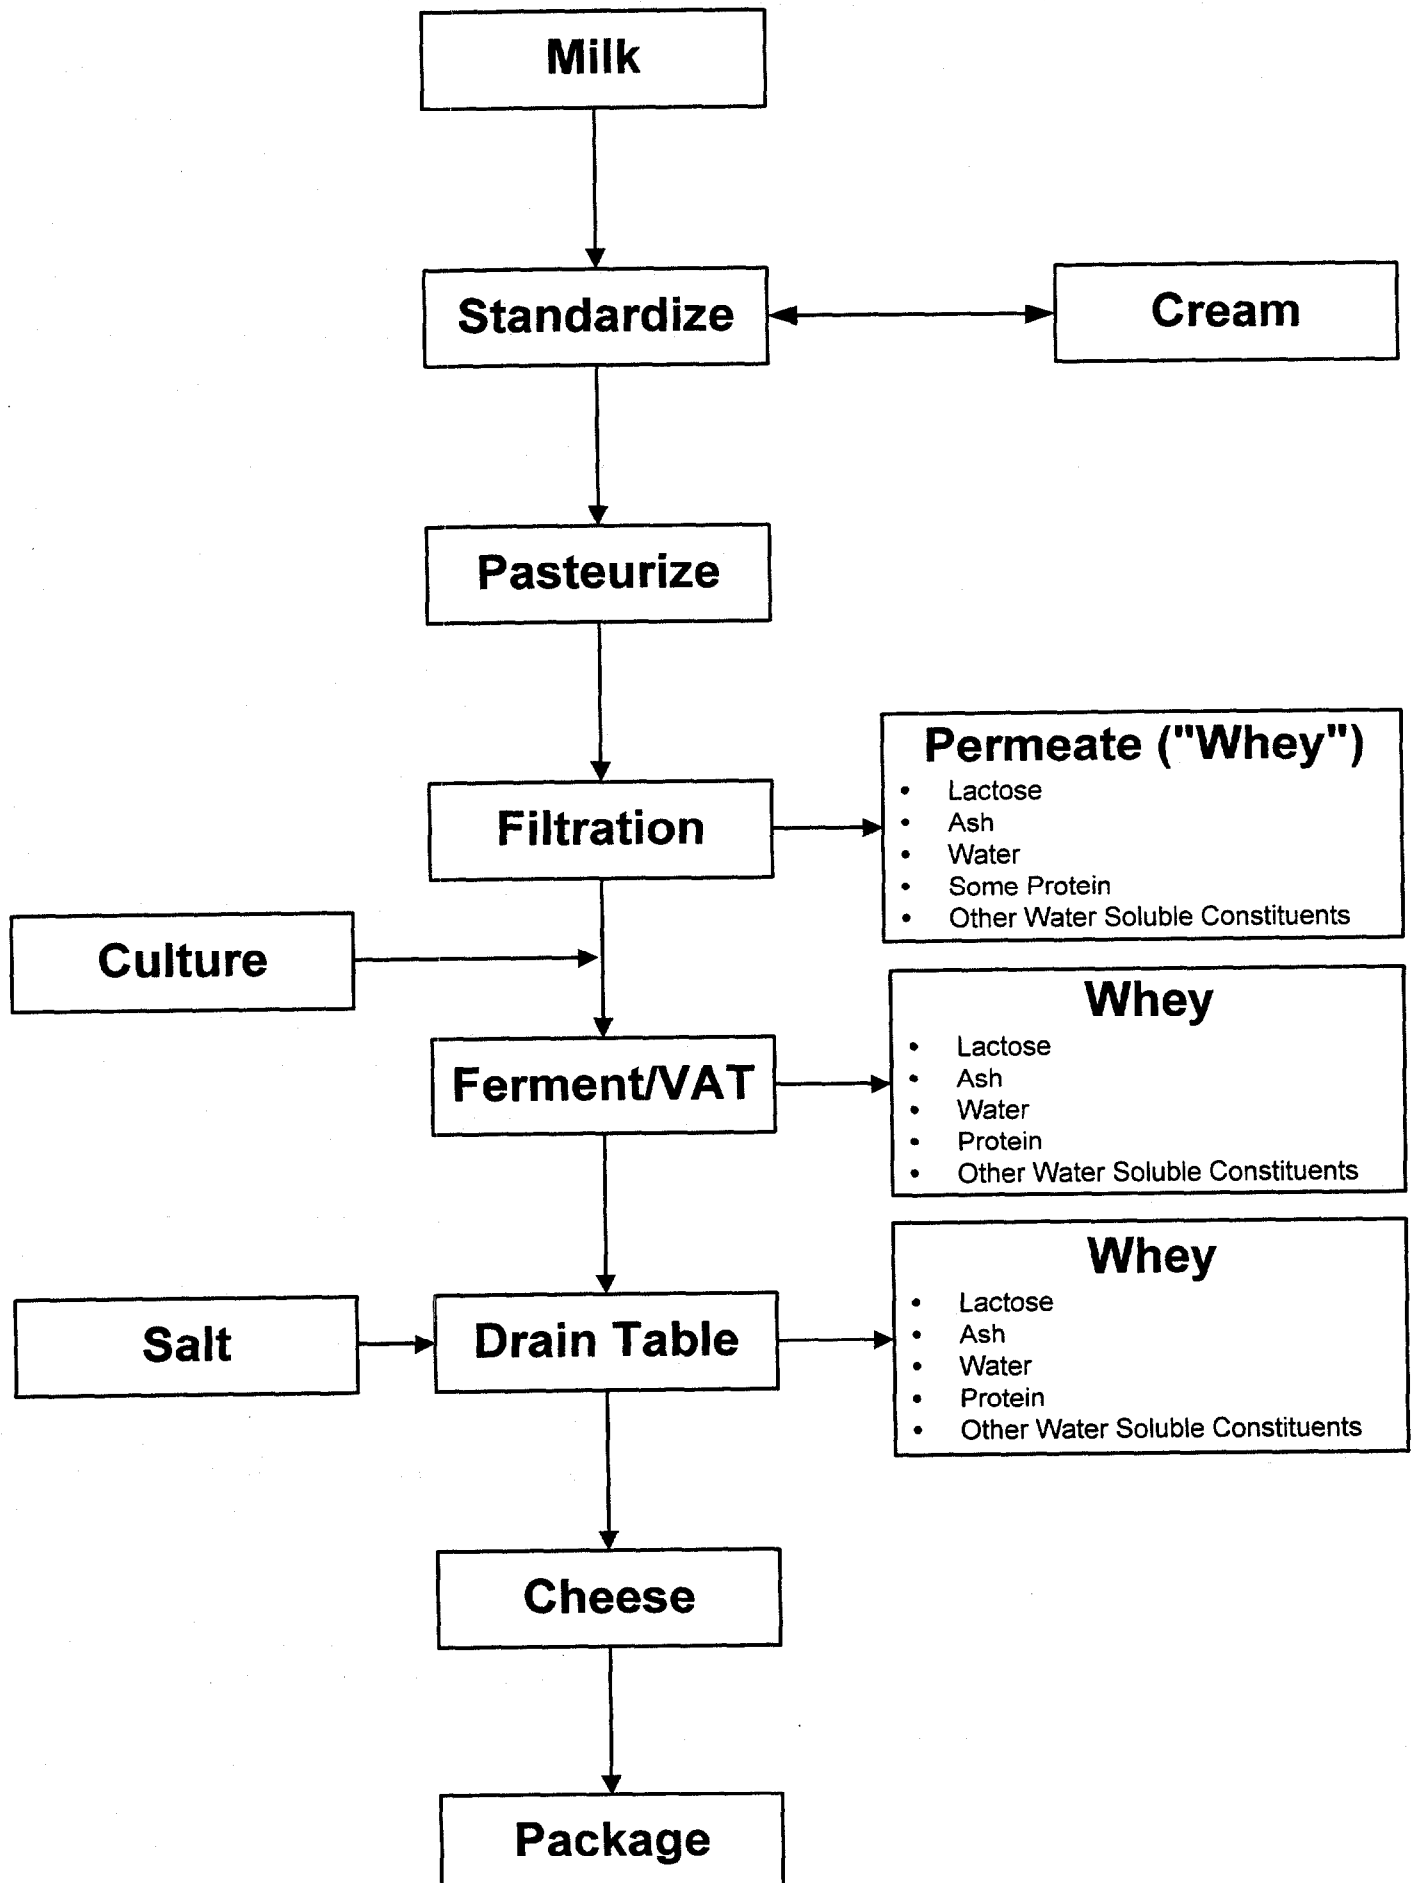 Milk
Standardize
Cream
Pasteurize
Filtration
Permeate ("Whey")
• Lactose
• Ash
• Water
• Some Protein
• Other Water Soluble Constituents
Culture
Ferment/VAT
Whey
• Lactose
• Ash
• Water
• Protein
• Other Water Soluble Constituents
Salt
Drain Table
Whey
• Lactose
• Ash
• Water
• Protein
• Other Water Soluble Constituents
Cheese
Package